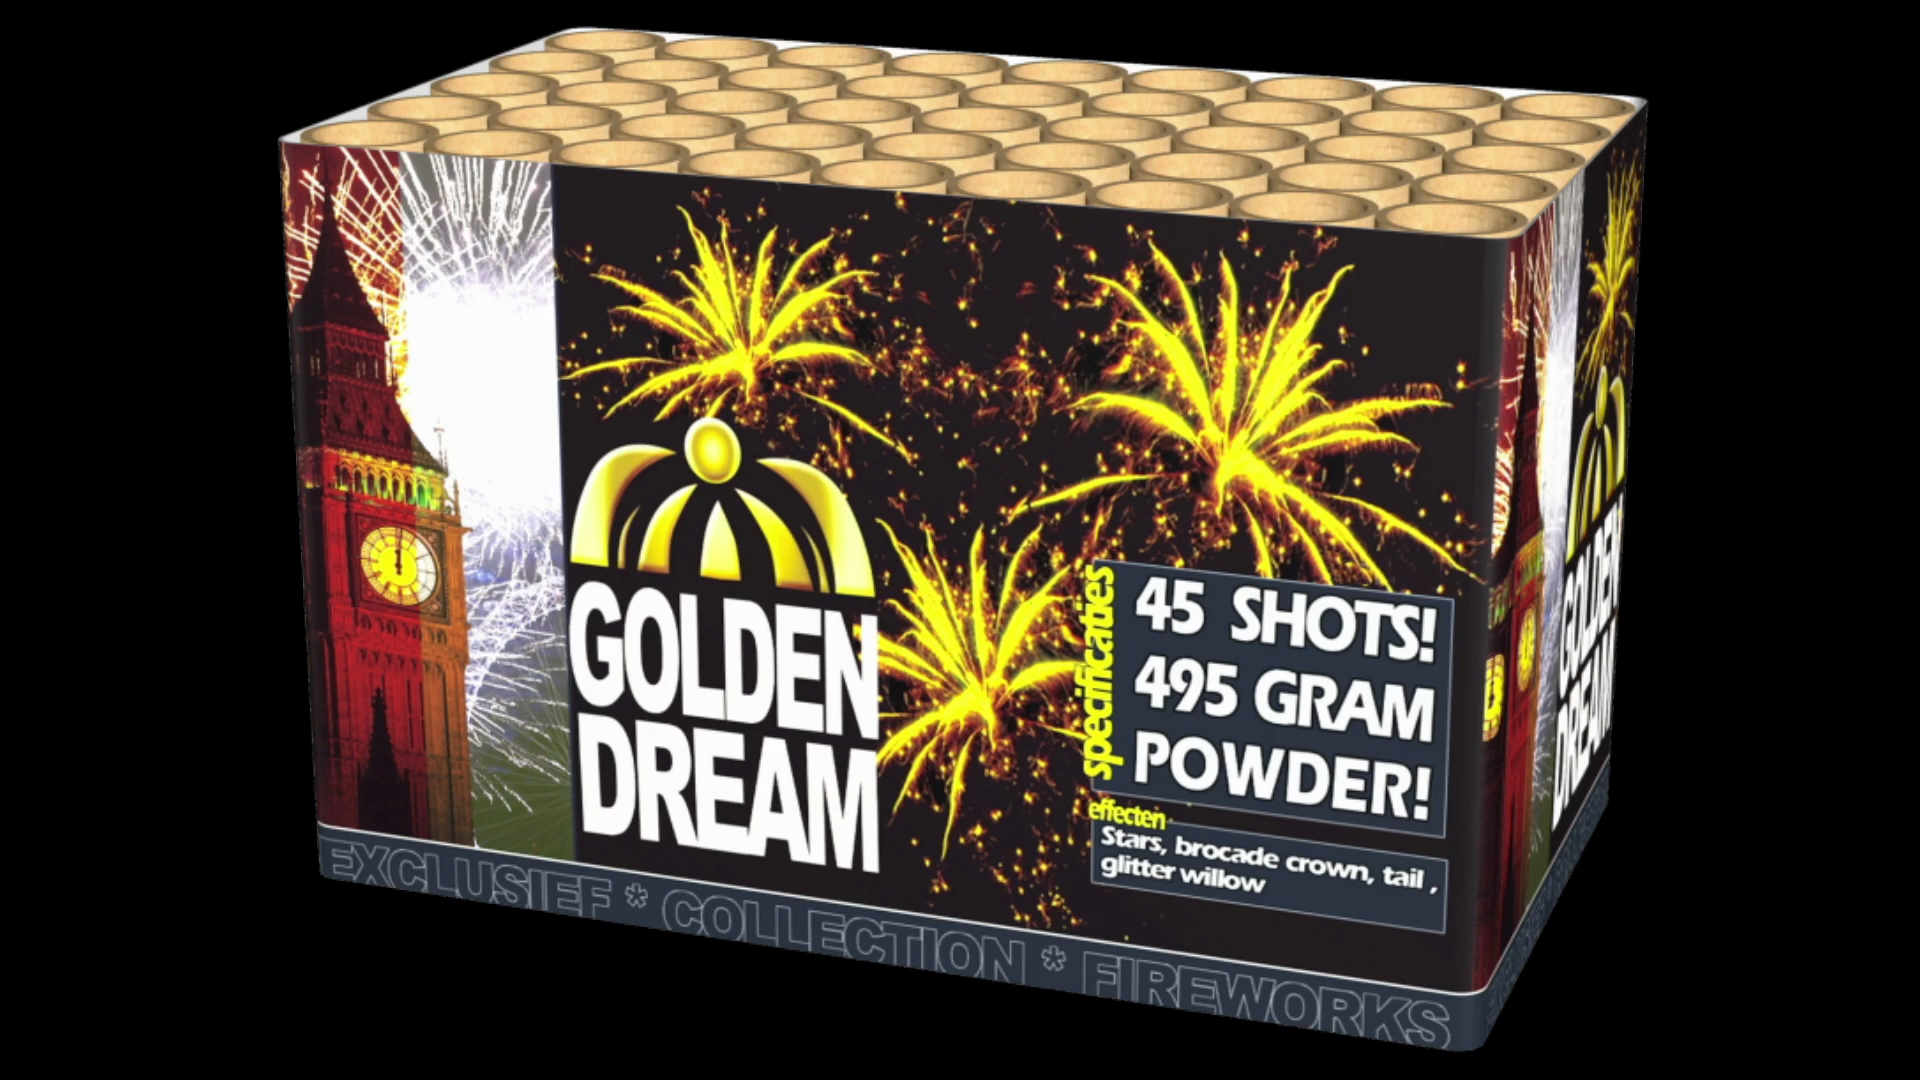 GOLDEN
DREAM
specificaties
45 SHOTS!
495 GRAM
POWDER!
effecten
Stars, brocade crown, tail ,
glitter willow
EXCLUSIEF * COLLECTION * FIREWORKS
GOLDEN
DREAM